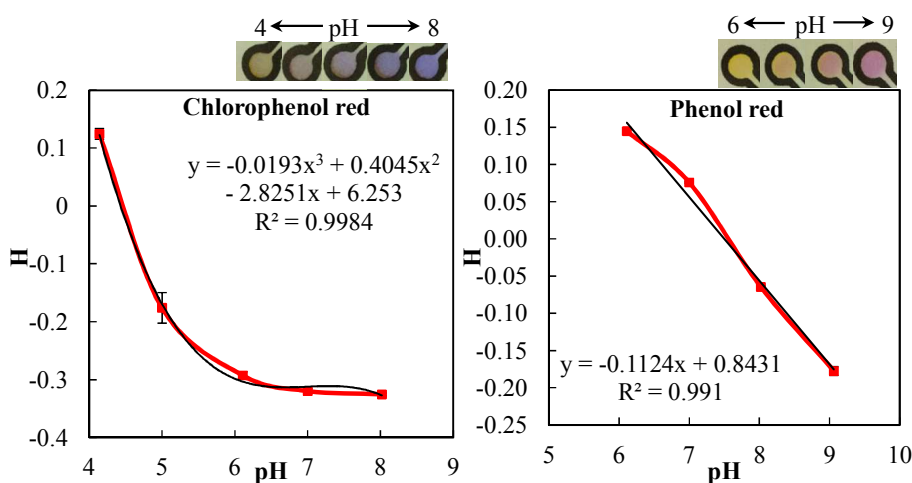 4 pH 8
Chlorophenol red
0.2
0.1
0
-0.1
-0.2
-0.3
-0.4
H
y = -0.0193x³ + 0.4045x²
- 2.8251x + 6.253
R² = 0.9984
4 5 6 7 8 9
pH
6 pH 9
Phenol red
0.20
0.15
0.10
0.05
0.00
-0.05
-0.10
-0.15
-0.20
-0.25
H
y = -0.1124x + 0.8431
R² = 0.991
5 6 7 8 9 10
pH